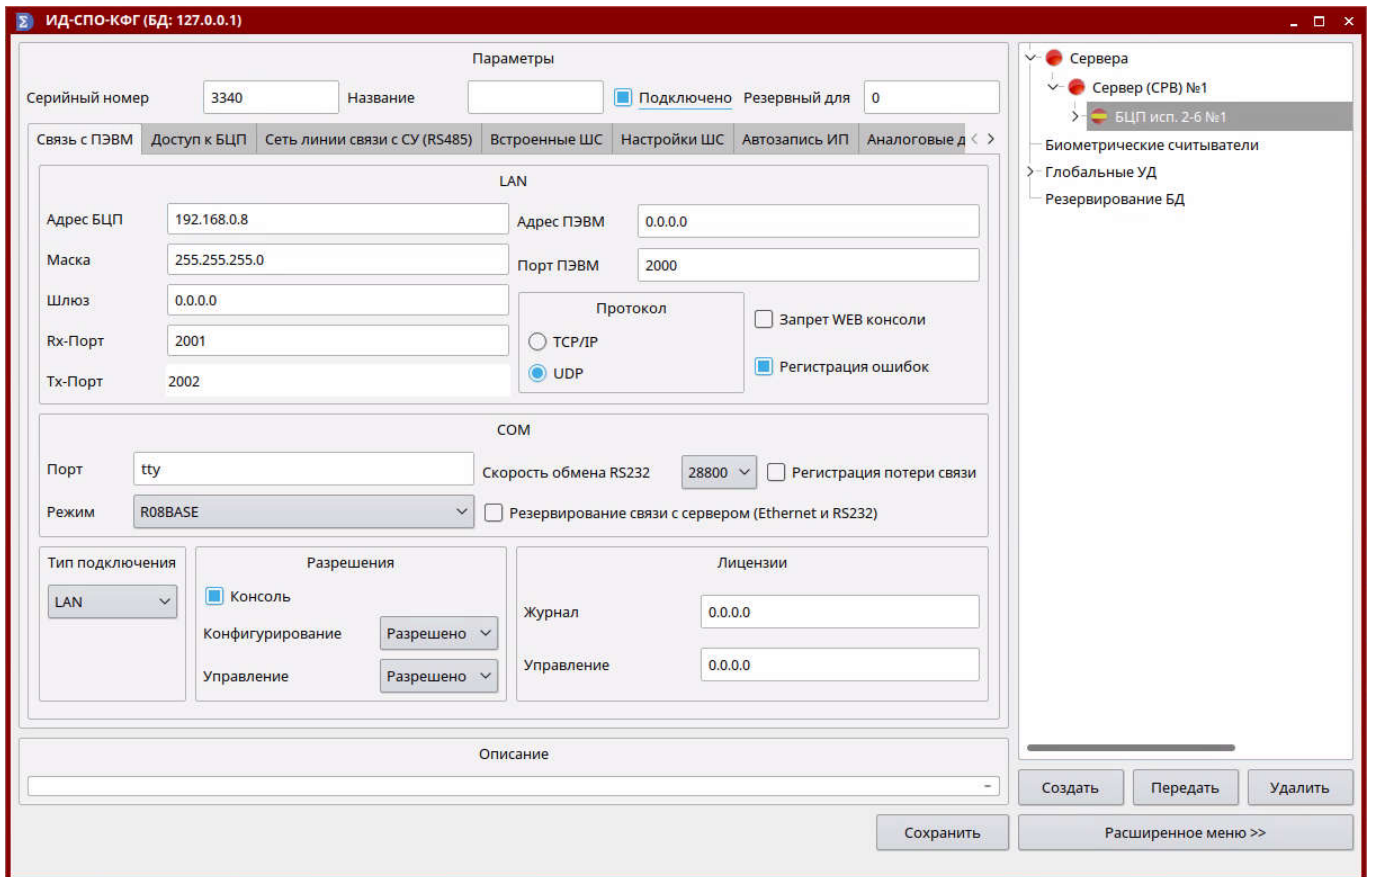 ИД-СПО-КФГ (БД: 127.0.0.1)
Параметры
Серийный номер 3340 Название Подключено Резервный для 0
Связь с ПЭВМ Доступ к БЦП Сеть линии связи с СУ (RS485) Встроенные ШС Настройки ШС Автозапись ИП Аналоговые д
LAN
Адрес БЦП 192.168.0.8 Адрес ПЭВМ 0.0.0.0
Маска 255.255.255.0 Порт ПЭВМ 2000
Шлюз 0.0.0.0 Протокол Запрет WEB консоли
Rx-Порт 2001 TCP/IP
Tx-Порт 2002 UDP Регистрация ошибок
COM
Порт tty Скорость обмена RS232 28800 Регистрация потери связи
Режим R08BASE Резервирование связи с сервером (Ethernet и RS232)
Тип подключения
LAN
Разрешения
Консоль
Конфигурирование Разрешено
Управление Разрешено
Лицензии
Журнал 0.0.0.0
Управление 0.0.0.0
Описание
Сохранить
Сервера
Сервер (СРВ) №1
БЦП исп. 2-6 №1
Биометрические считыватели
Глобальные УД
Резервирование БД
Создать Передать Удалить
Расширенное меню >>